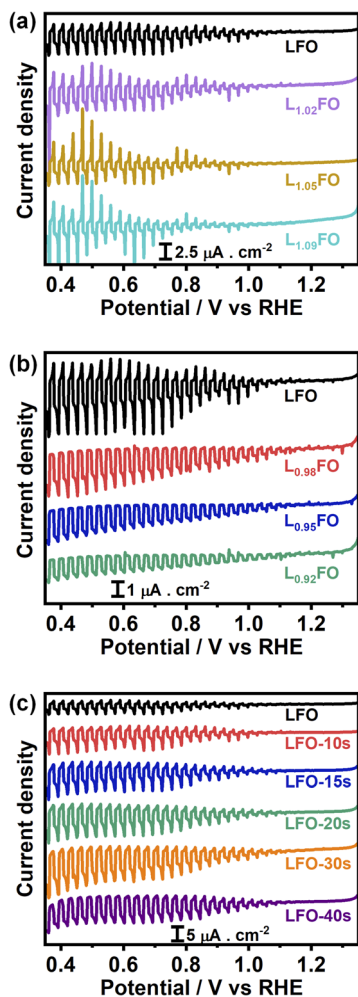 (a)
LFO
L₁.₀₂FO
L₁.₀₅FO
L₁.₀₉FO
2.5 μA . cm⁻²
Current density
0.4 0.6 0.8 1.0 1.2
Potential / V vs RHE
(b)
LFO
L₀.₉₈FO
L₀.₉₅FO
L₀.₉₂FO
1 μA . cm⁻²
Current density
0.4 0.6 0.8 1.0 1.2
Potential / V vs RHE
(c)
LFO
LFO-10s
LFO-15s
LFO-20s
LFO-30s
LFO-40s
5 μA . cm⁻²
Current density
0.4 0.6 0.8 1.0 1.2
Potential / V vs RHE